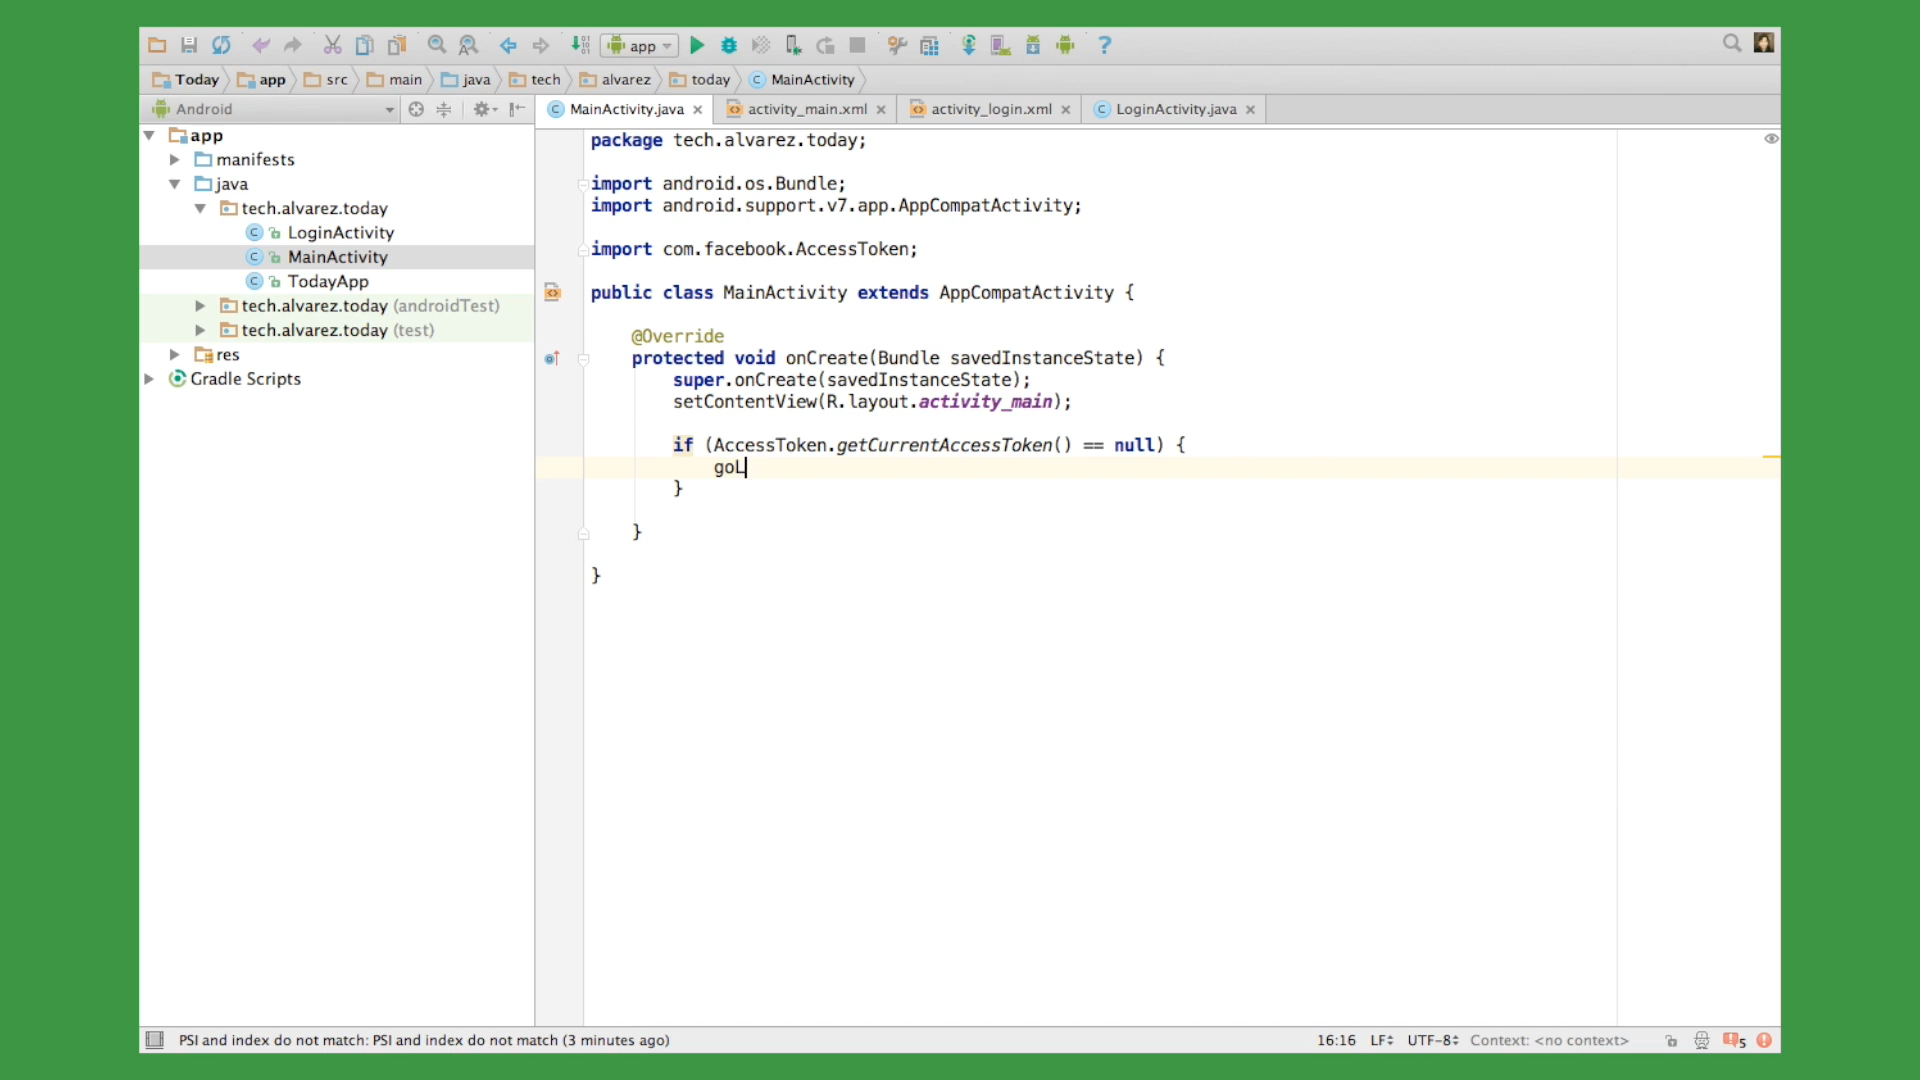 app
Today app src main java tech alvarez today MainActivity
Android
MainActivity.java activity_main.xml activity_login.xml LoginActivity.java
app
manifests
java
tech.alvarez.today
LoginActivity
MainActivity
TodayApp
tech.alvarez.today (androidTest)
tech.alvarez.today (test)
res
Gradle Scripts
package tech.alvarez.today;
import android.os.Bundle;
import android.support.v7.app.AppCompatActivity;
import com.facebook.AccessToken;
public class MainActivity extends AppCompatActivity {
@Override
protected void onCreate(Bundle savedInstanceState) {
super.onCreate(savedInstanceState);
setContentView(R.layout.activity_main);
if (AccessToken.getCurrentAccessToken() == null) {
goL
}
}
}
PSI and index do not match: PSI and index do not match (3 minutes ago) 16:16 LF UTF-8 Context: <no context> 5